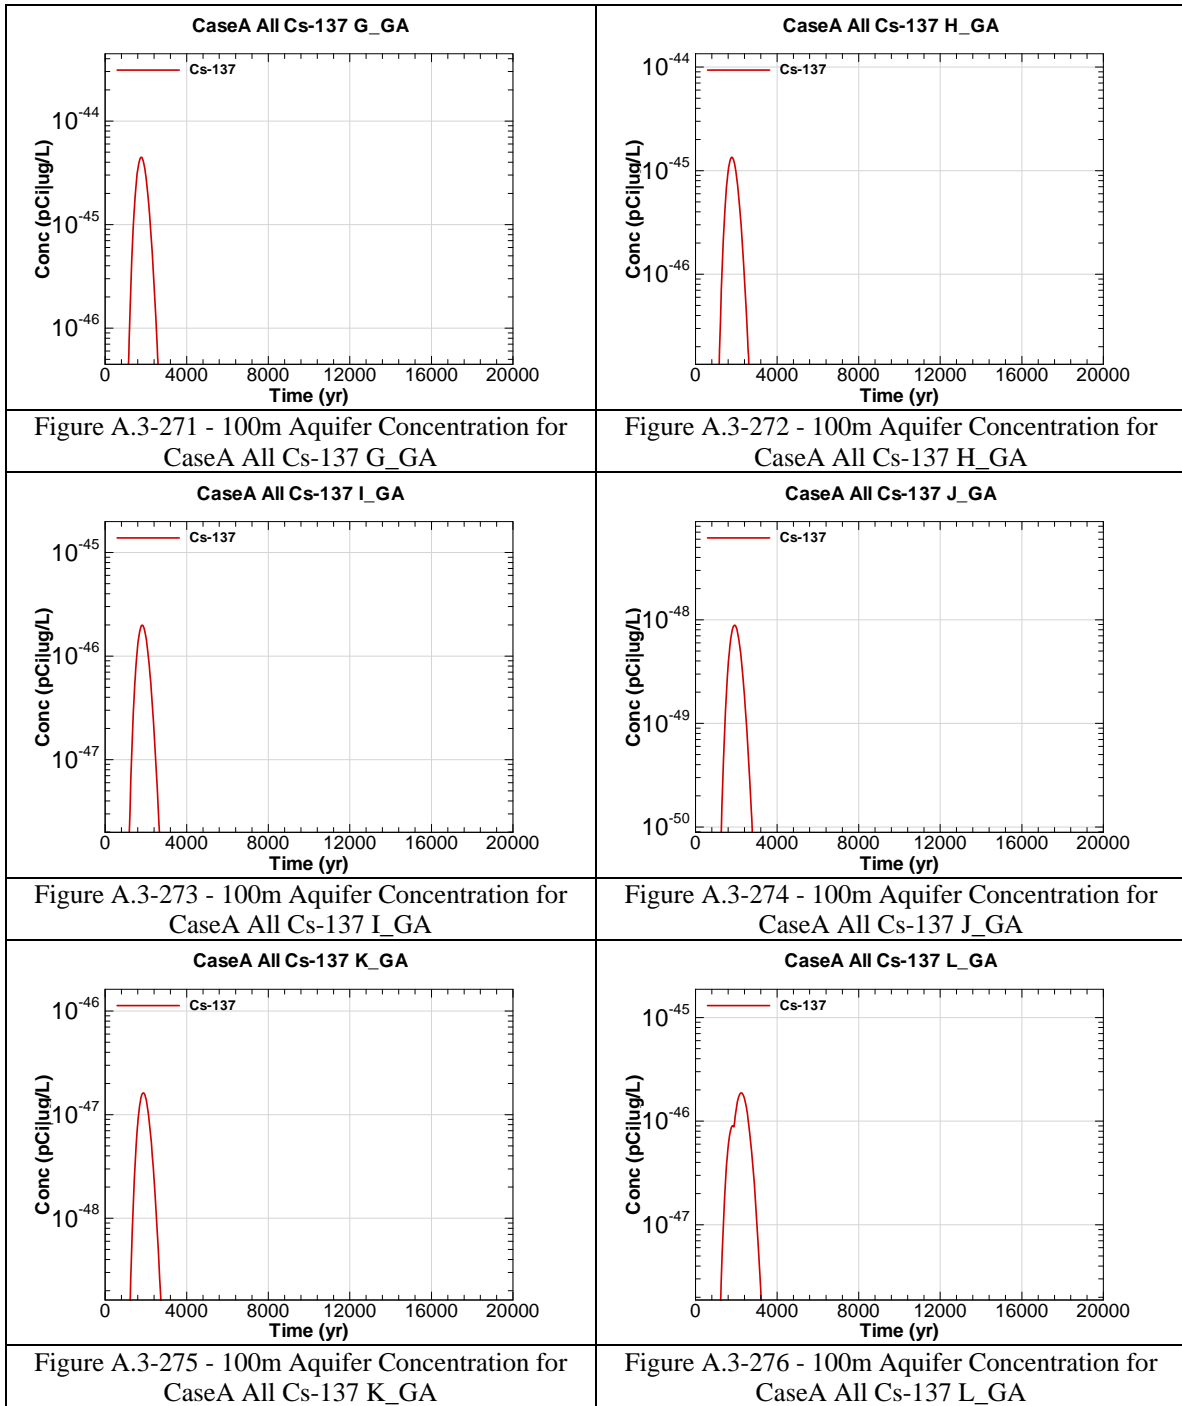 CaseA All Cs-137 G_GA
Cs-137
10-44
10-45
10-46
Conc (pCi|ug/L)
0 4000 8000 12000 16000 20000
Time (yr)
Figure A.3-271 - 100m Aquifer Concentration for
CaseA All Cs-137 G_GA
CaseA All Cs-137 H_GA
Cs-137
10-44
10-45
10-46
Conc (pCi|ug/L)
0 4000 8000 12000 16000 20000
Time (yr)
Figure A.3-272 - 100m Aquifer Concentration for
CaseA All Cs-137 H_GA
CaseA All Cs-137 I_GA
Cs-137
10-45
10-46
10-47
Conc (pCi|ug/L)
0 4000 8000 12000 16000 20000
Time (yr)
Figure A.3-273 - 100m Aquifer Concentration for
CaseA All Cs-137 I_GA
CaseA All Cs-137 J_GA
Cs-137
10-48
10-49
10-50
Conc (pCi|ug/L)
0 4000 8000 12000 16000 20000
Time (yr)
Figure A.3-274 - 100m Aquifer Concentration for
CaseA All Cs-137 J_GA
CaseA All Cs-137 K_GA
Cs-137
10-46
10-47
10-48
Conc (pCi|ug/L)
0 4000 8000 12000 16000 20000
Time (yr)
Figure A.3-275 - 100m Aquifer Concentration for
CaseA All Cs-137 K_GA
CaseA All Cs-137 L_GA
Cs-137
10-45
10-46
10-47
Conc (pCi|ug/L)
0 4000 8000 12000 16000 20000
Time (yr)
Figure A.3-276 - 100m Aquifer Concentration for
CaseA All Cs-137 L_GA